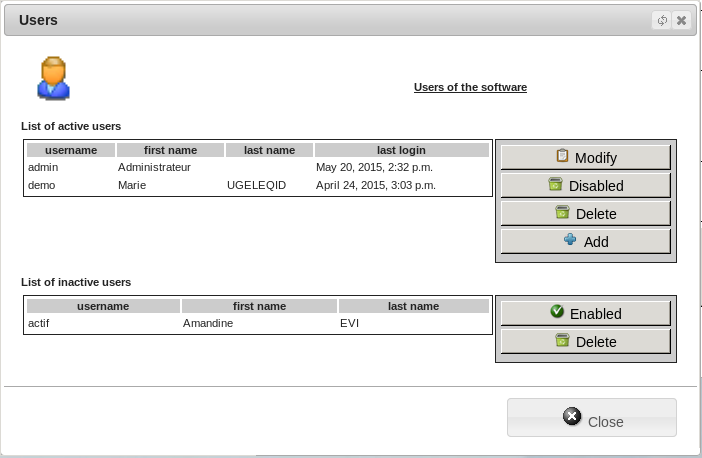 Users
Users of the software
List of active users
username first name last name last login
admin Administrateur May 20, 2015, 2:32 p.m.
demo Marie UGELEQID April 24, 2015, 3:03 p.m.
Modify
Disabled
Delete
Add
List of inactive users
username first name last name
actif Amandine EVI
Enabled
Delete
Close